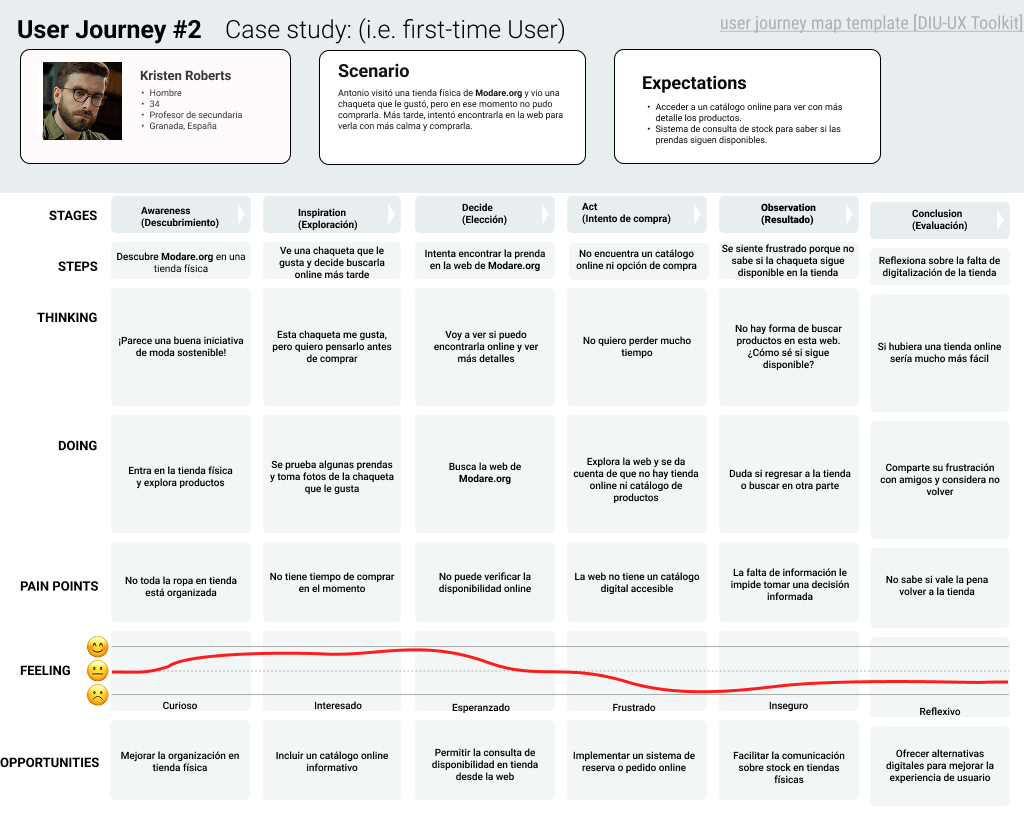 User Journey #2 Case study: (i.e. first-time User)
user journey map template [DIU-UX Toolkit]
Kristen Roberts
• Hombre
• 34
• Profesor de secundaria
• Granada, España
Scenario
Antonio visitó una tienda física de Modare.org y vio una
chaqueta que le gustó, pero en ese momento no pudo
comprarla. Más tarde, intentó encontrarla en la web para
verla con más calma y comprarla.
Expectations
• Acceder a un catálogo online para ver con más
detalle los productos.
• Sistema de consulta de stock para saber si las
prendas siguen disponibles.
STAGES
Awareness
(Descubrimiento)
Inspiration
(Exploración)
Decide
(Elección)
Act
(Intento de compra)
Observation
(Resultado)
Conclusion
(Evaluación)
STEPS
Descubre Modare.org en una
tienda física
Ve una chaqueta que le
gusta y decide buscarla
online más tarde
Intenta encontrar la prenda
en la web de Modare.org
No encuentra un catálogo
online ni opción de compra
Se siente frustrado porque no
sabe si la chaqueta sigue
disponible en la tienda
Reflexiona sobre la falta de
digitalización de la tienda
THINKING
¡Parece una buena iniciativa
de moda sostenible!
Esta chaqueta me gusta,
pero quiero pensarlo antes
de comprar
Voy a ver si puedo
encontrarla online y ver
más detalles
No quiero perder mucho
tiempo
No hay forma de buscar
productos en esta web.
¿Cómo sé si sigue
disponible?
Si hubiera una tienda online
sería mucho más fácil
DOING
Entra en la tienda física
y explora productos
Se prueba algunas prendas
y toma fotos de la chaqueta
que le gusta
Busca la web de
Modare.org
Explora la web y se da
cuenta de que no hay tienda
online ni catálogo de
productos
Duda si regresar a la tienda
o buscar en otra parte
Comparte su frustración
con amigos y considera no
volver
PAIN POINTS
No toda la ropa en tienda
está organizada
No tiene tiempo de comprar
en el momento
No puede verificar la
disponibilidad online
La web no tiene un catálogo
digital accesible
La falta de información le
impide tomar una decisión
informada
No sabe si vale la pena
volver a la tienda
FEELING
Curioso
Interesado
Esperanzado
Frustrado
Inseguro
Reflexivo
OPPORTUNITIES
Mejorar la organización en
tienda física
Incluir un catálogo online
informativo
Permitir la consulta de
disponibilidad en tienda
desde la web
Implementar un sistema de
reserva o pedido online
Facilitar la comunicación
sobre stock en tiendas
físicas
Ofrecer alternativas
digitales para mejorar la
experiencia de usuario